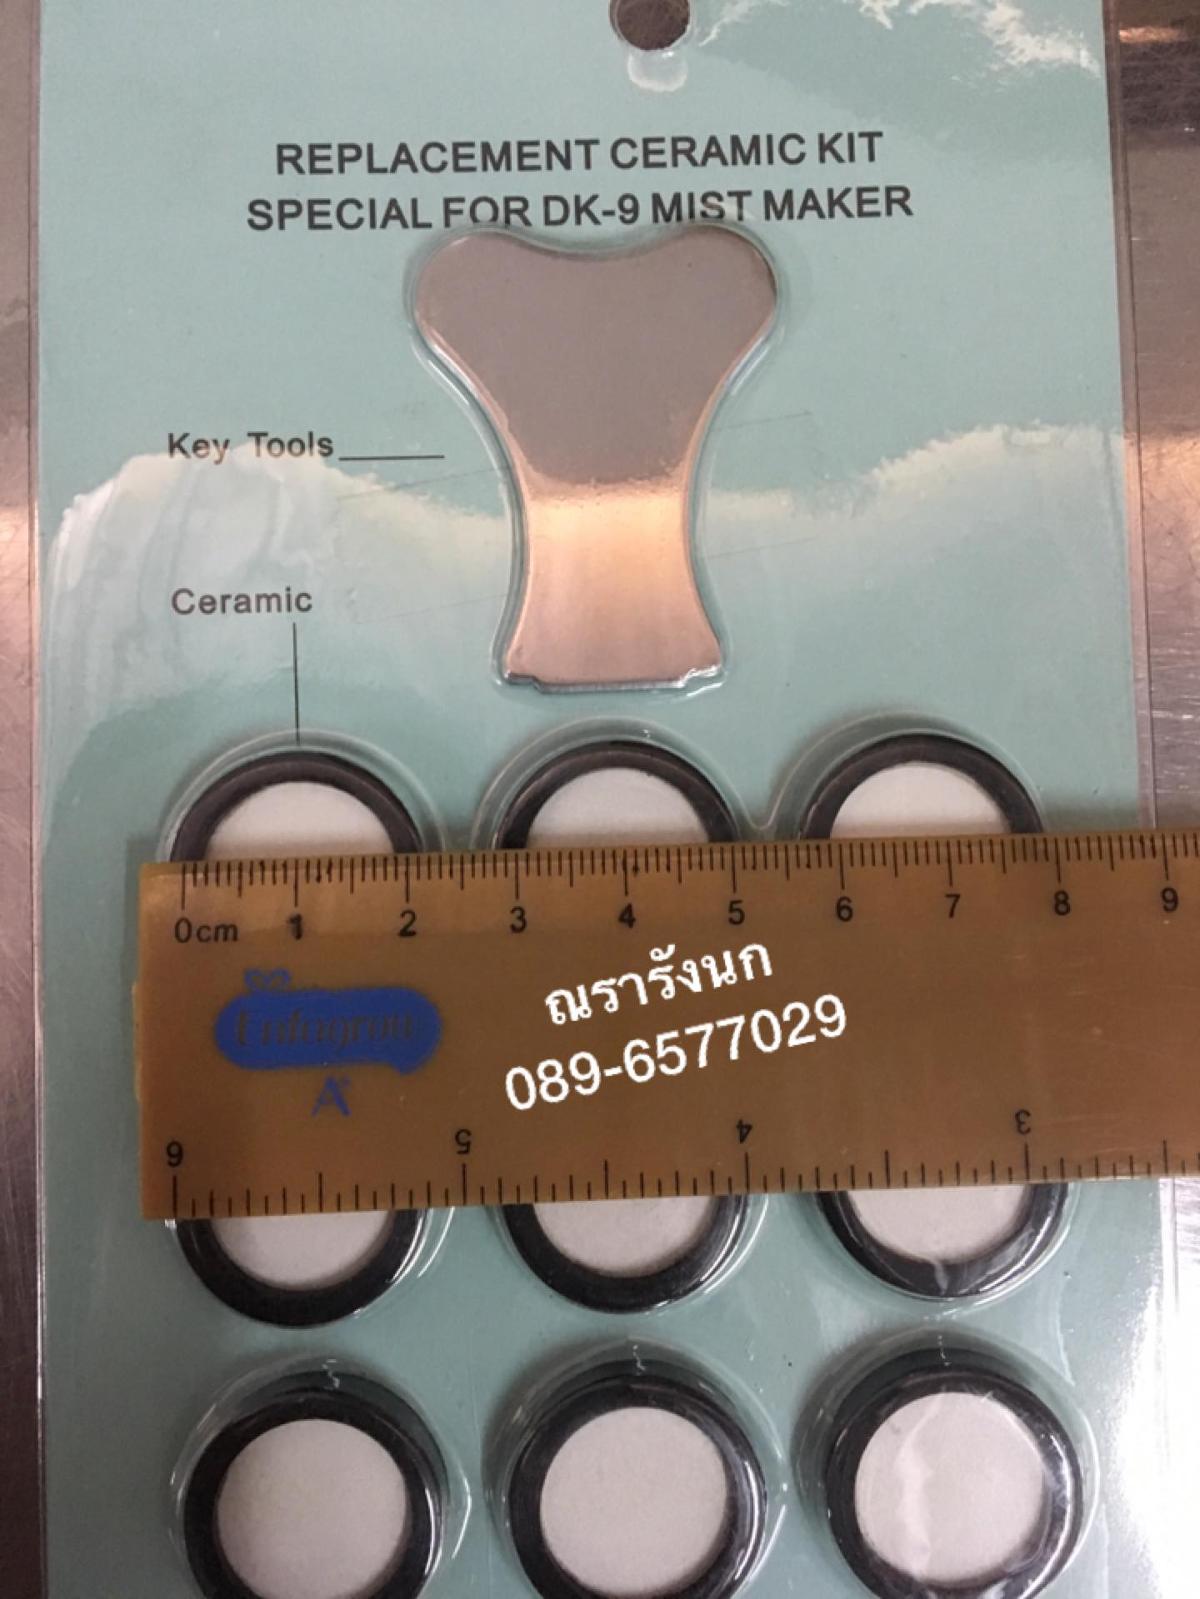 REPLACEMENT CERAMIC KIT
SPECIAL FOR DK-9 MIST MAKER
Key Tools
Ceramic
0cm 1 2 3 4 5 6 7 8 9
ณรารังนก
Enfagrow
089-6577029
A+
6 5 4 3